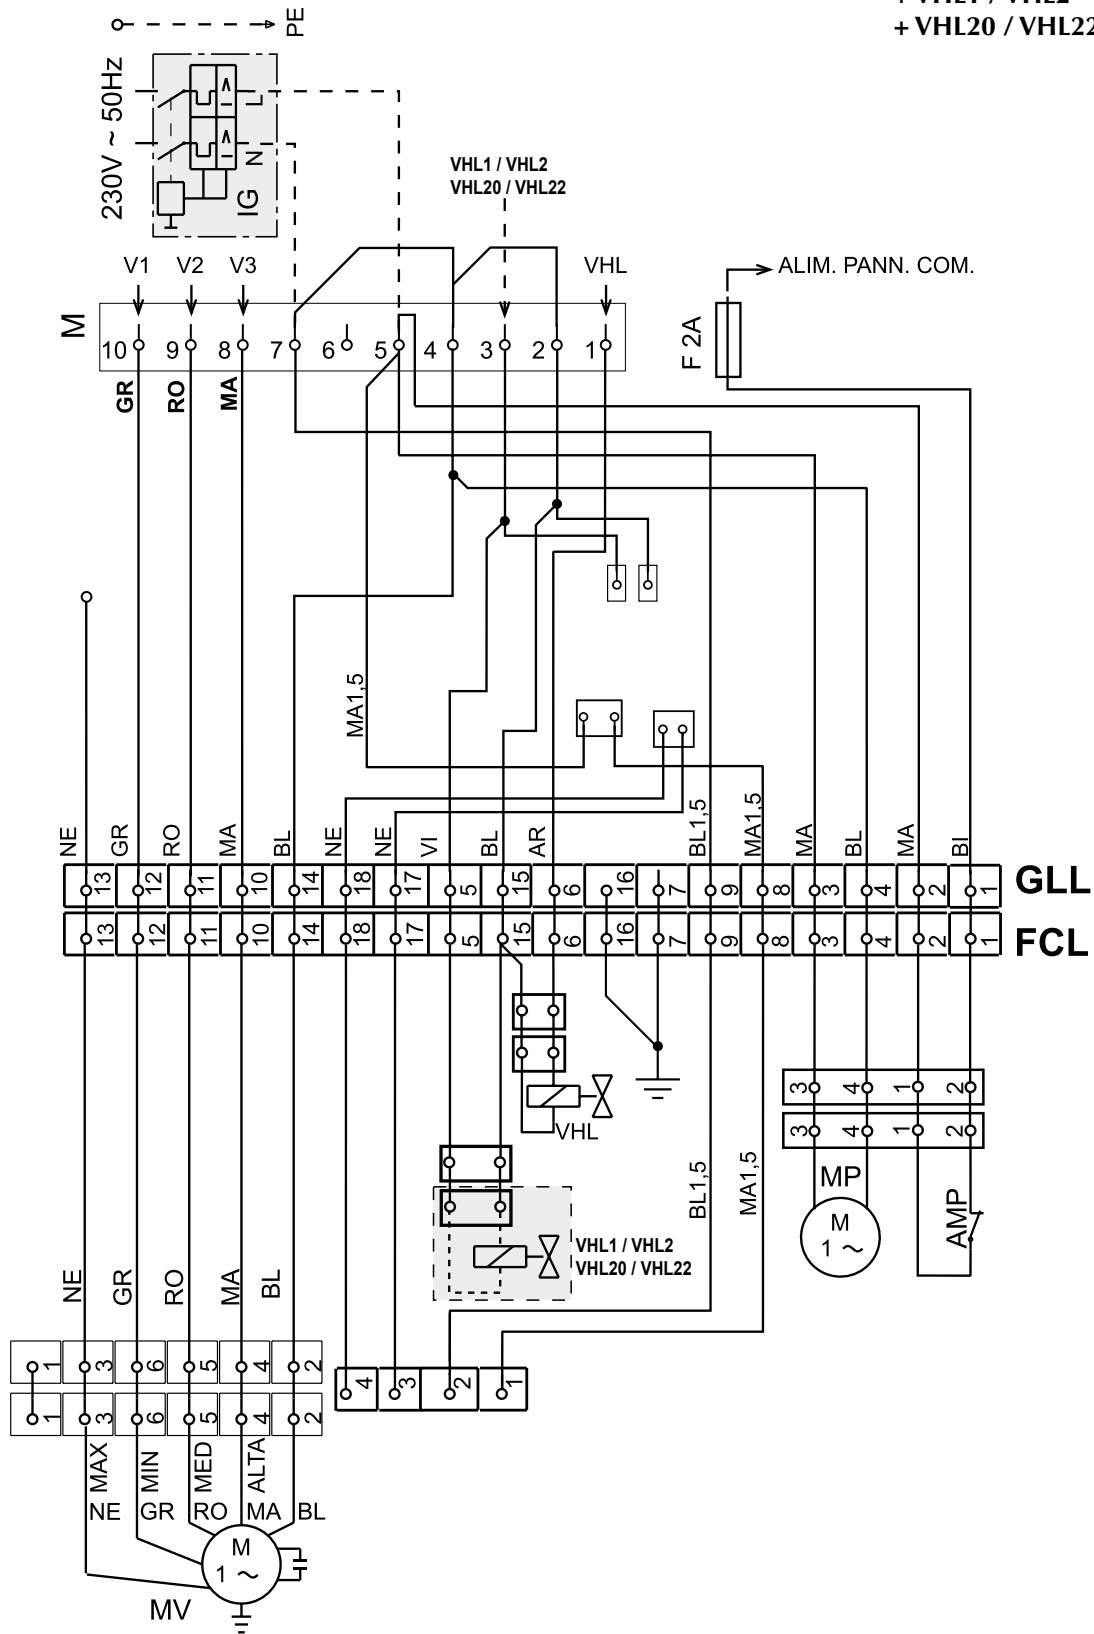 + VHL20 / VHL22
PE
230V ~ 50Hz
L
N
IG
VHL1 / VHL2
VHL20 / VHL22
V1 V2 V3 VHL
ALIM. PANN. COM.
M
10 9 8 7 6 5 4 3 2 1
F 2A
GR RO MA
MA1,5
NE GR RO MA BL NE NE VI BL AR BL1,5 MA1,5 MA BL MA BI
13 12 11 10 14 18 17 5 15 6 16 7 9 8 3 4 2 1
GLL
13 12 11 10 14 18 17 5 15 6 16 7 9 8 3 4 2 1
FCL
3 4 1 2
3 4 1 2
VHL
BL1,5 MA1,5
MP
M
1 ~
AMP
VHL1 / VHL2
VHL20 / VHL22
NE GR RO MA BL
1 3 6 5 4 2
4 3 2 1
1 3 6 5 4 2
MAX MIN MED ALTA
NE GR RO MA BL
M
1 ~
MV